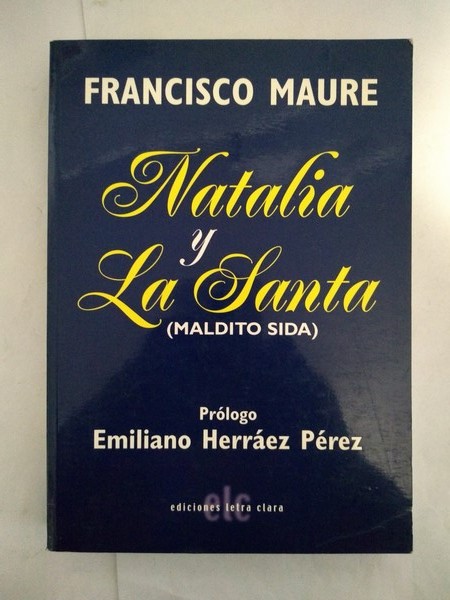 FRANCISCO MAURE
Natalia
y
La Santa
(MALDITO SIDA)
Prólogo
Emiliano Herráez Pérez
elc
ediciones letra clara